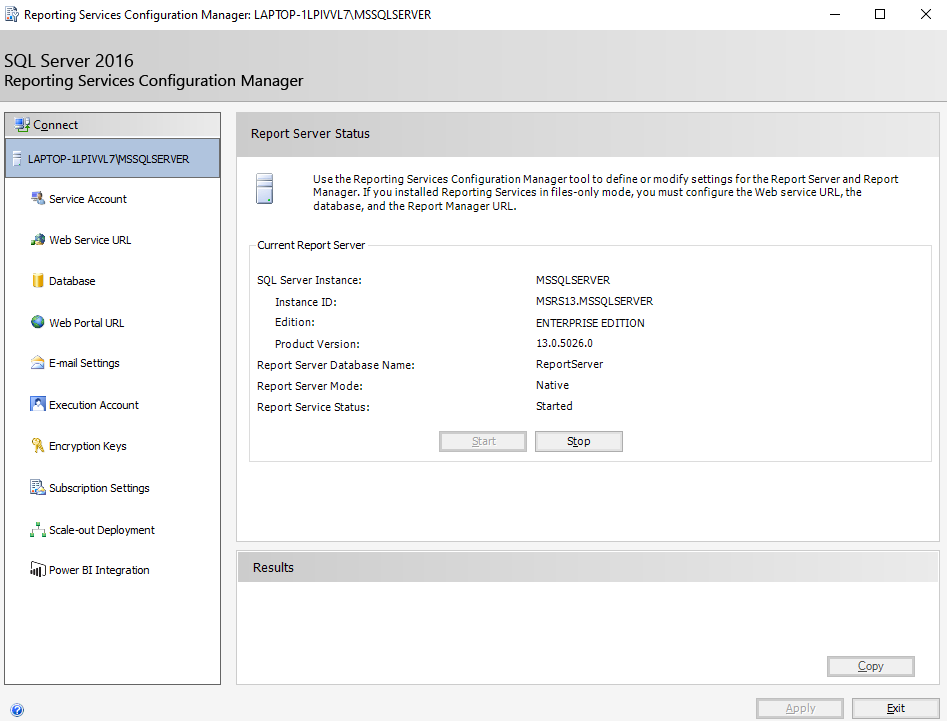 Reporting Services Configuration Manager: LAPTOP-1LPIVVL7\MSSQLSERVER
SQL Server 2016
Reporting Services Configuration Manager
Connect
LAPTOP-1LPIVVL7\MSSQLSERVER
Service Account
Web Service URL
Database
Web Portal URL
E-mail Settings
Execution Account
Encryption Keys
Subscription Settings
Scale-out Deployment
Power BI Integration
Report Server Status
Use the Reporting Services Configuration Manager tool to define or modify settings for the Report Server and Report
Manager. If you installed Reporting Services in files-only mode, you must configure the Web service URL, the
database, and the Report Manager URL.
Current Report Server
SQL Server Instance: MSSQLSERVER
Instance ID: MSRS13.MSSQLSERVER
Edition: ENTERPRISE EDITION
Product Version: 13.0.5026.0
Report Server Database Name: ReportServer
Report Server Mode: Native
Report Service Status: Started
Start Stop
Results
Copy
Apply Exit